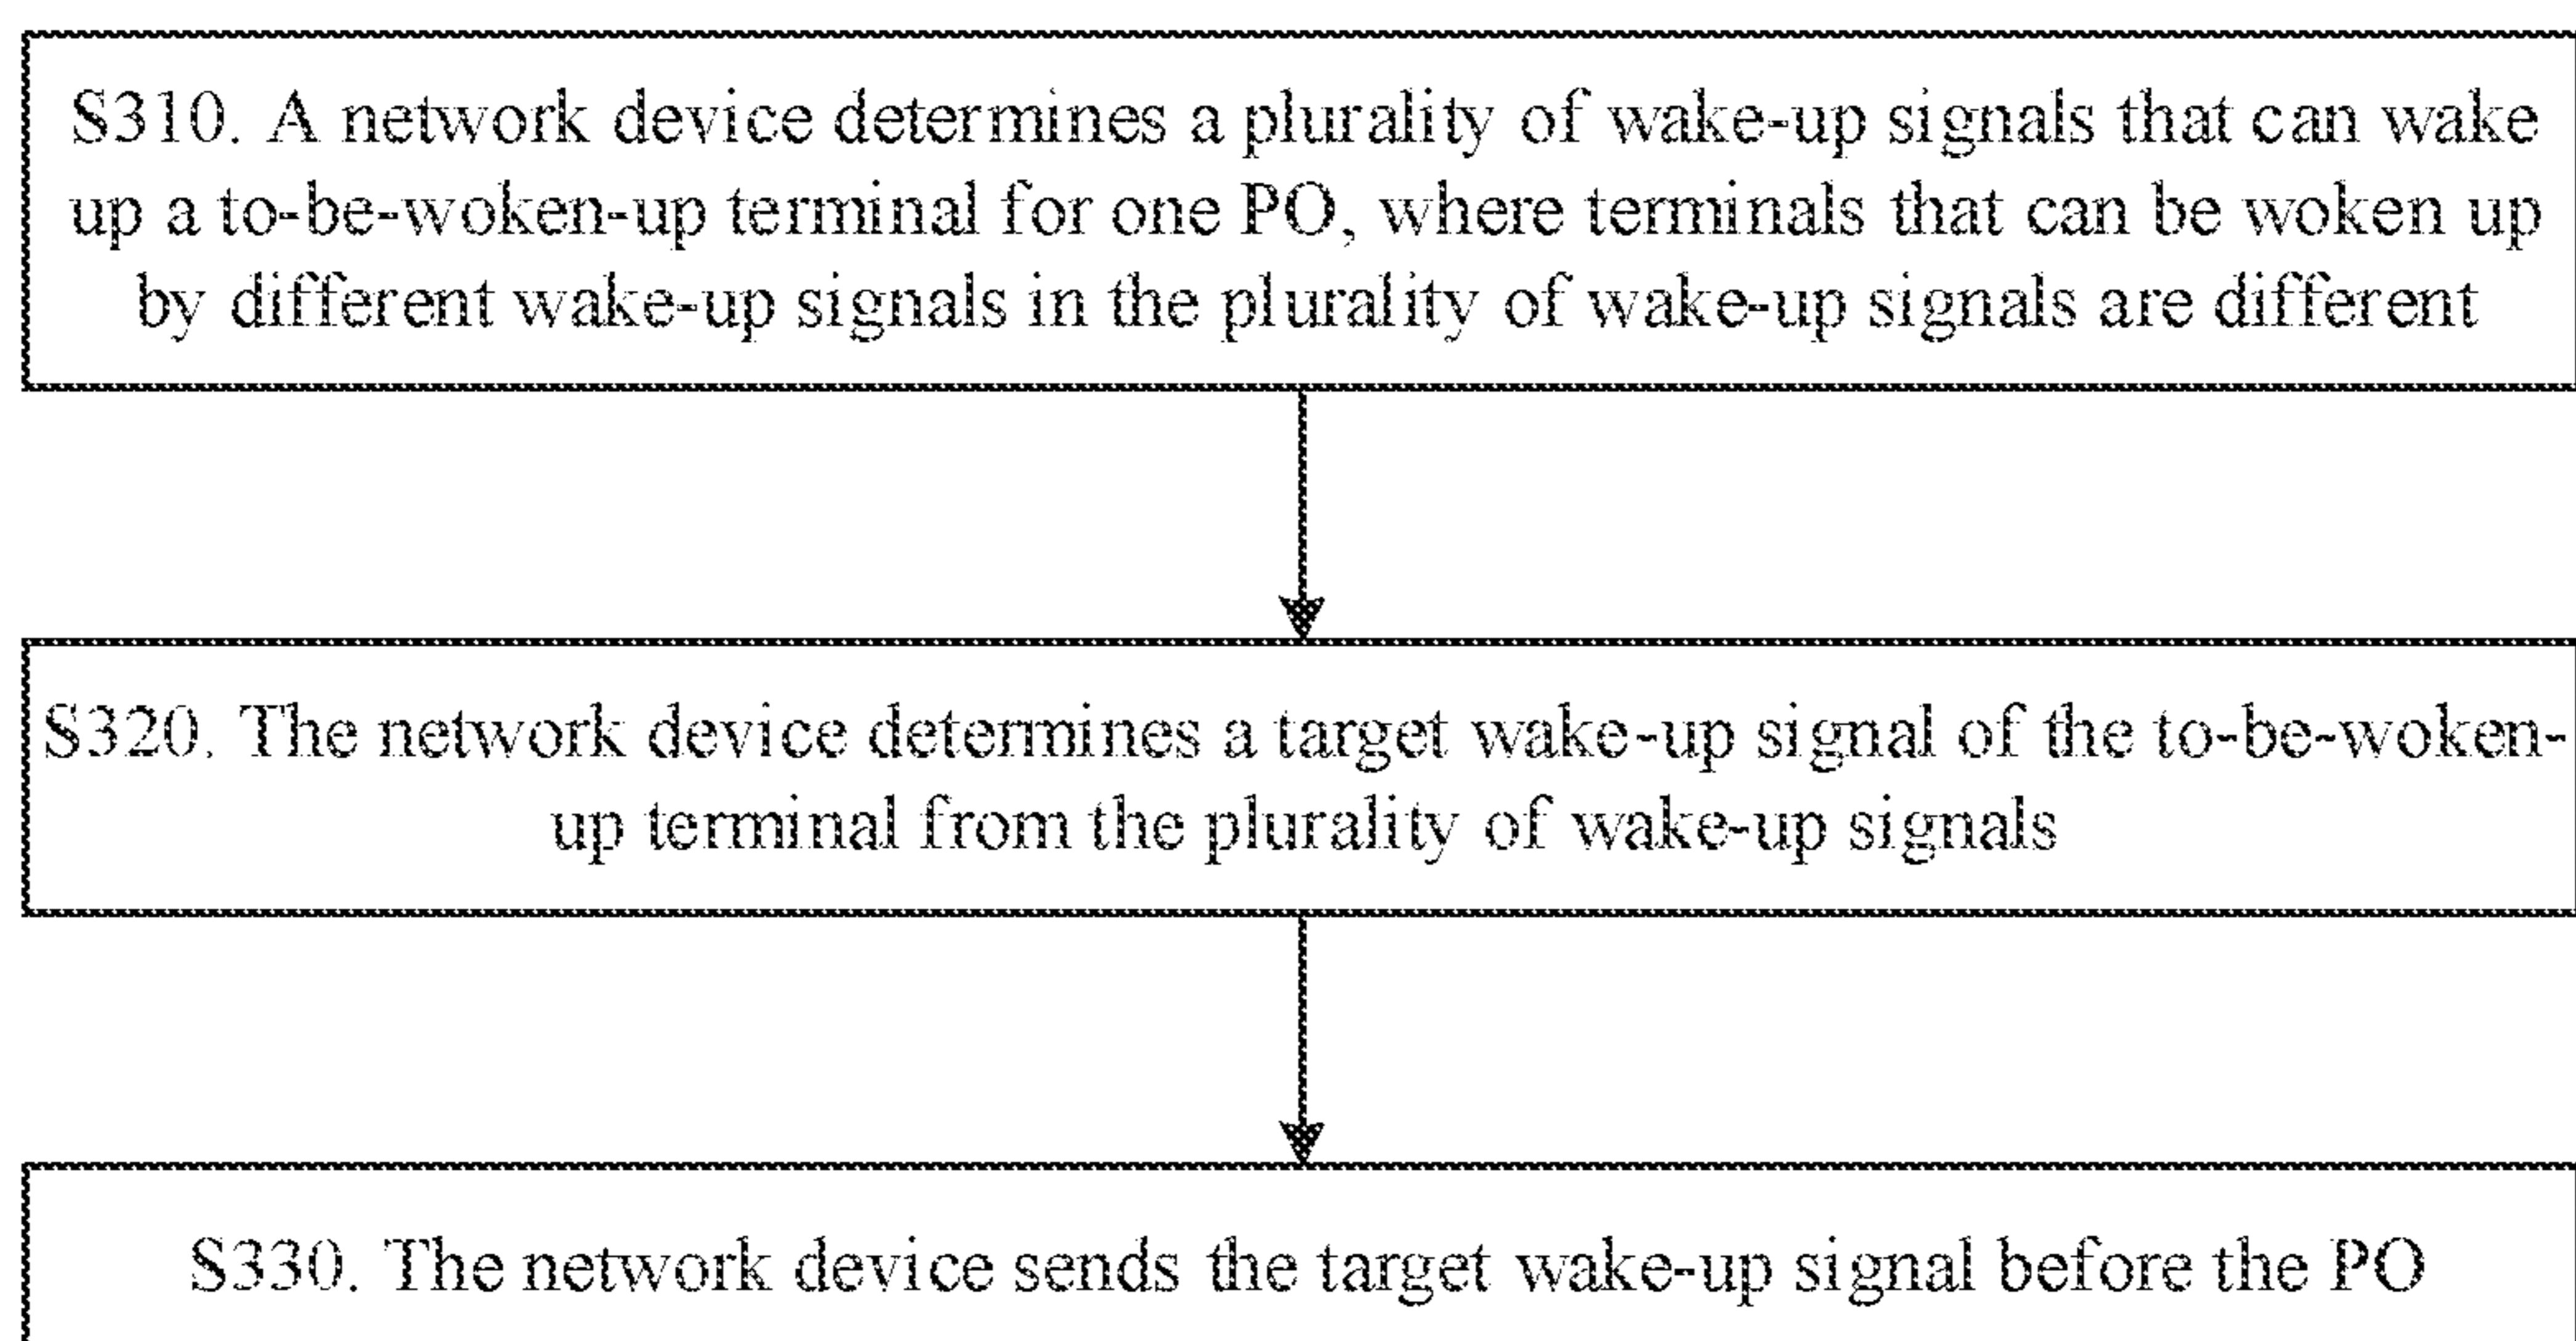 S310. A network device determines a plurality of wake-up signals that can wake
up a to-be-woken-up terminal for one PO, where terminals that can be woken up
by different wake-up signals in the plurality of wake-up signals are different
S320. The network device determines a target wake-up signal of the to-be-woken-
up terminal from the plurality of wake-up signals
S330. The network device sends the target wake-up signal before the PO